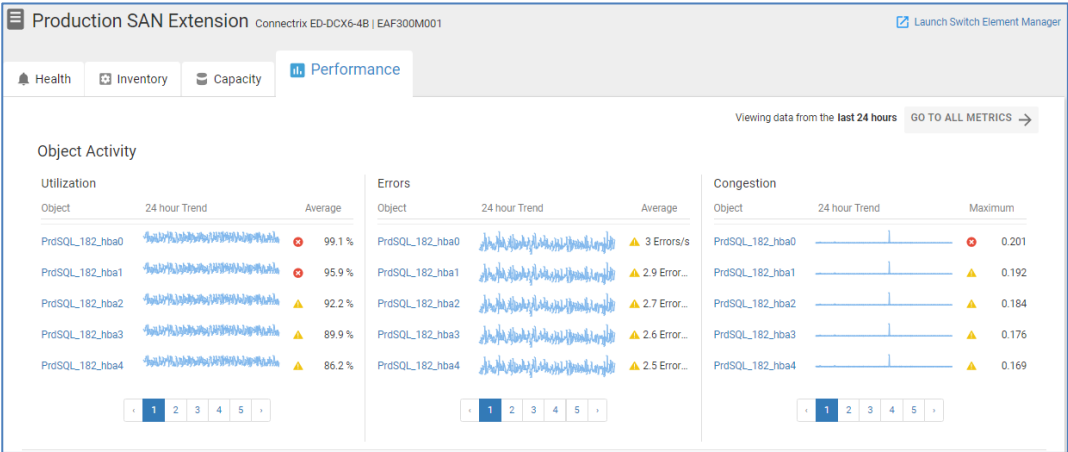 Production SAN Extension Connectrix ED-DCX6-4B | EAF300M001
Launch Switch Element Manager
Health
Inventory
Capacity
Performance
Viewing data from the last 24 hours
GO TO ALL METRICS
Object Activity
Utilization
Object 24 hour Trend Average
PrdSQL_182_hba0 99.1 %
PrdSQL_182_hba1 95.9 %
PrdSQL_182_hba2 92.2 %
PrdSQL_182_hba3 89.9 %
PrdSQL_182_hba4 86.2 %
‹ 1 2 3 4 5 ›
Errors
Object 24 hour Trend Average
PrdSQL_182_hba0 3 Errors/s
PrdSQL_182_hba1 2.9 Error...
PrdSQL_182_hba2 2.7 Error...
PrdSQL_182_hba3 2.6 Error...
PrdSQL_182_hba4 2.5 Error...
‹ 1 2 3 4 5 ›
Congestion
Object 24 hour Trend Maximum
PrdSQL_182_hba0 0.201
PrdSQL_182_hba1 0.192
PrdSQL_182_hba2 0.184
PrdSQL_182_hba3 0.176
PrdSQL_182_hba4 0.169
‹ 1 2 3 4 5 ›